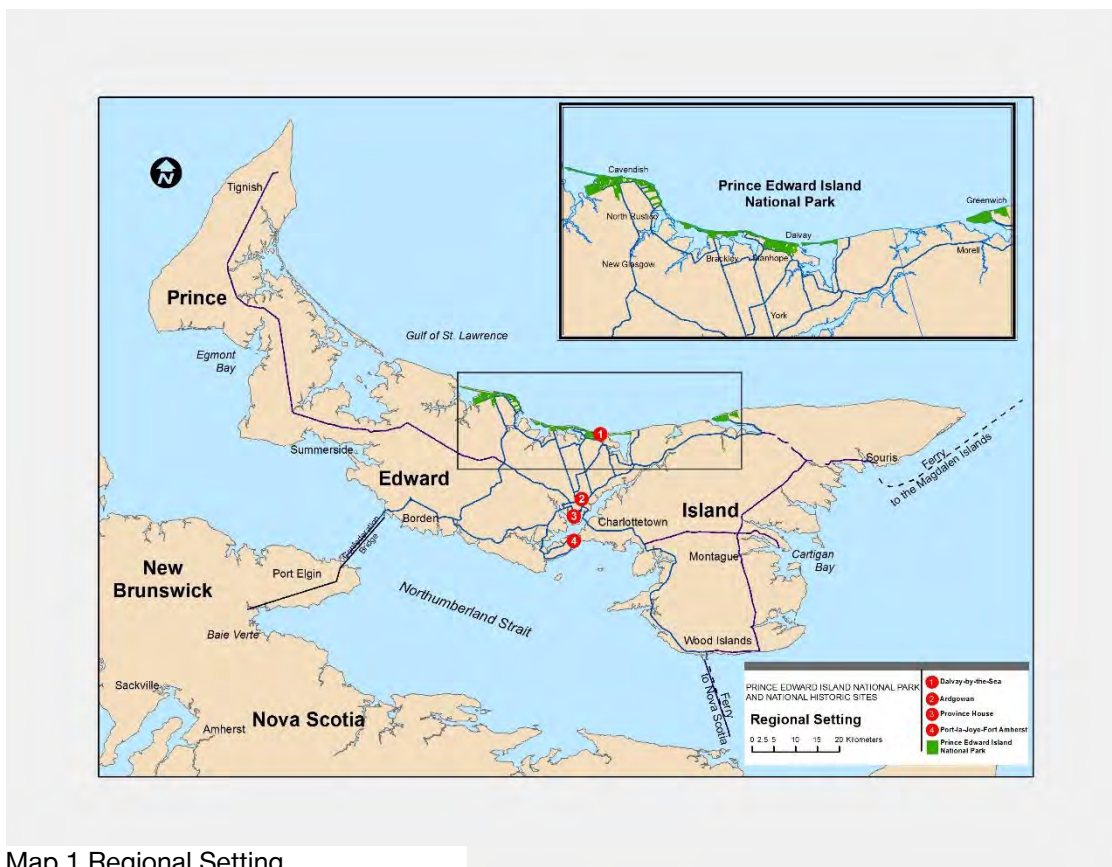 N
Tignish
Prince
Egmont
Bay
Gulf of St. Lawrence
Cavendish
Prince Edward Island
National Park
Greenwich
North Rustico
Dalvay
New Glasgow
Brackley
Stanhope
Morell
York
Summerside
Edward
Borden
1
2
3
4
Charlottetown
Island
Souris
Ferry
to the Magdalen Islands
Montague
Cartigan
Bay
Confederation
Bridge
New
Brunswick
Port Elgin
Northumberland Strait
Baie Verte
Wood Islands
Ferry
to Nova Scotia
Sackville
Amherst
Nova Scotia
PRINCE EDWARD ISLAND NATIONAL PARK
AND NATIONAL HISTORIC SITES
Regional Setting
0 2.5 5 10 15 20 Kilometers
1 Dalvay-by-the-Sea
2 Ardgowan
3 Province House
4 Port-la-Joye-Fort Amherst
Prince Edward Island
National Park
Map 1 Regional Setting